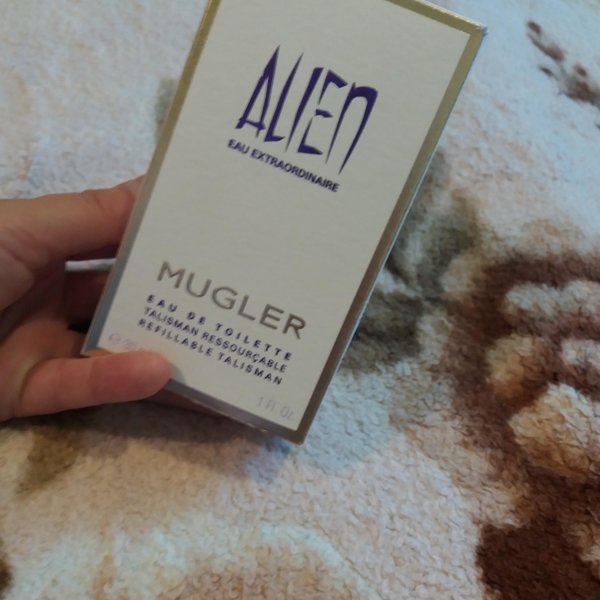 ALIEN
EAU EXTRAORDINAIRE
MUGLER
EAU DE TOILETTE
TALISMAN RESSOURÇABLE
REFILLABLE TALISMAN
1 Fl. Oz.